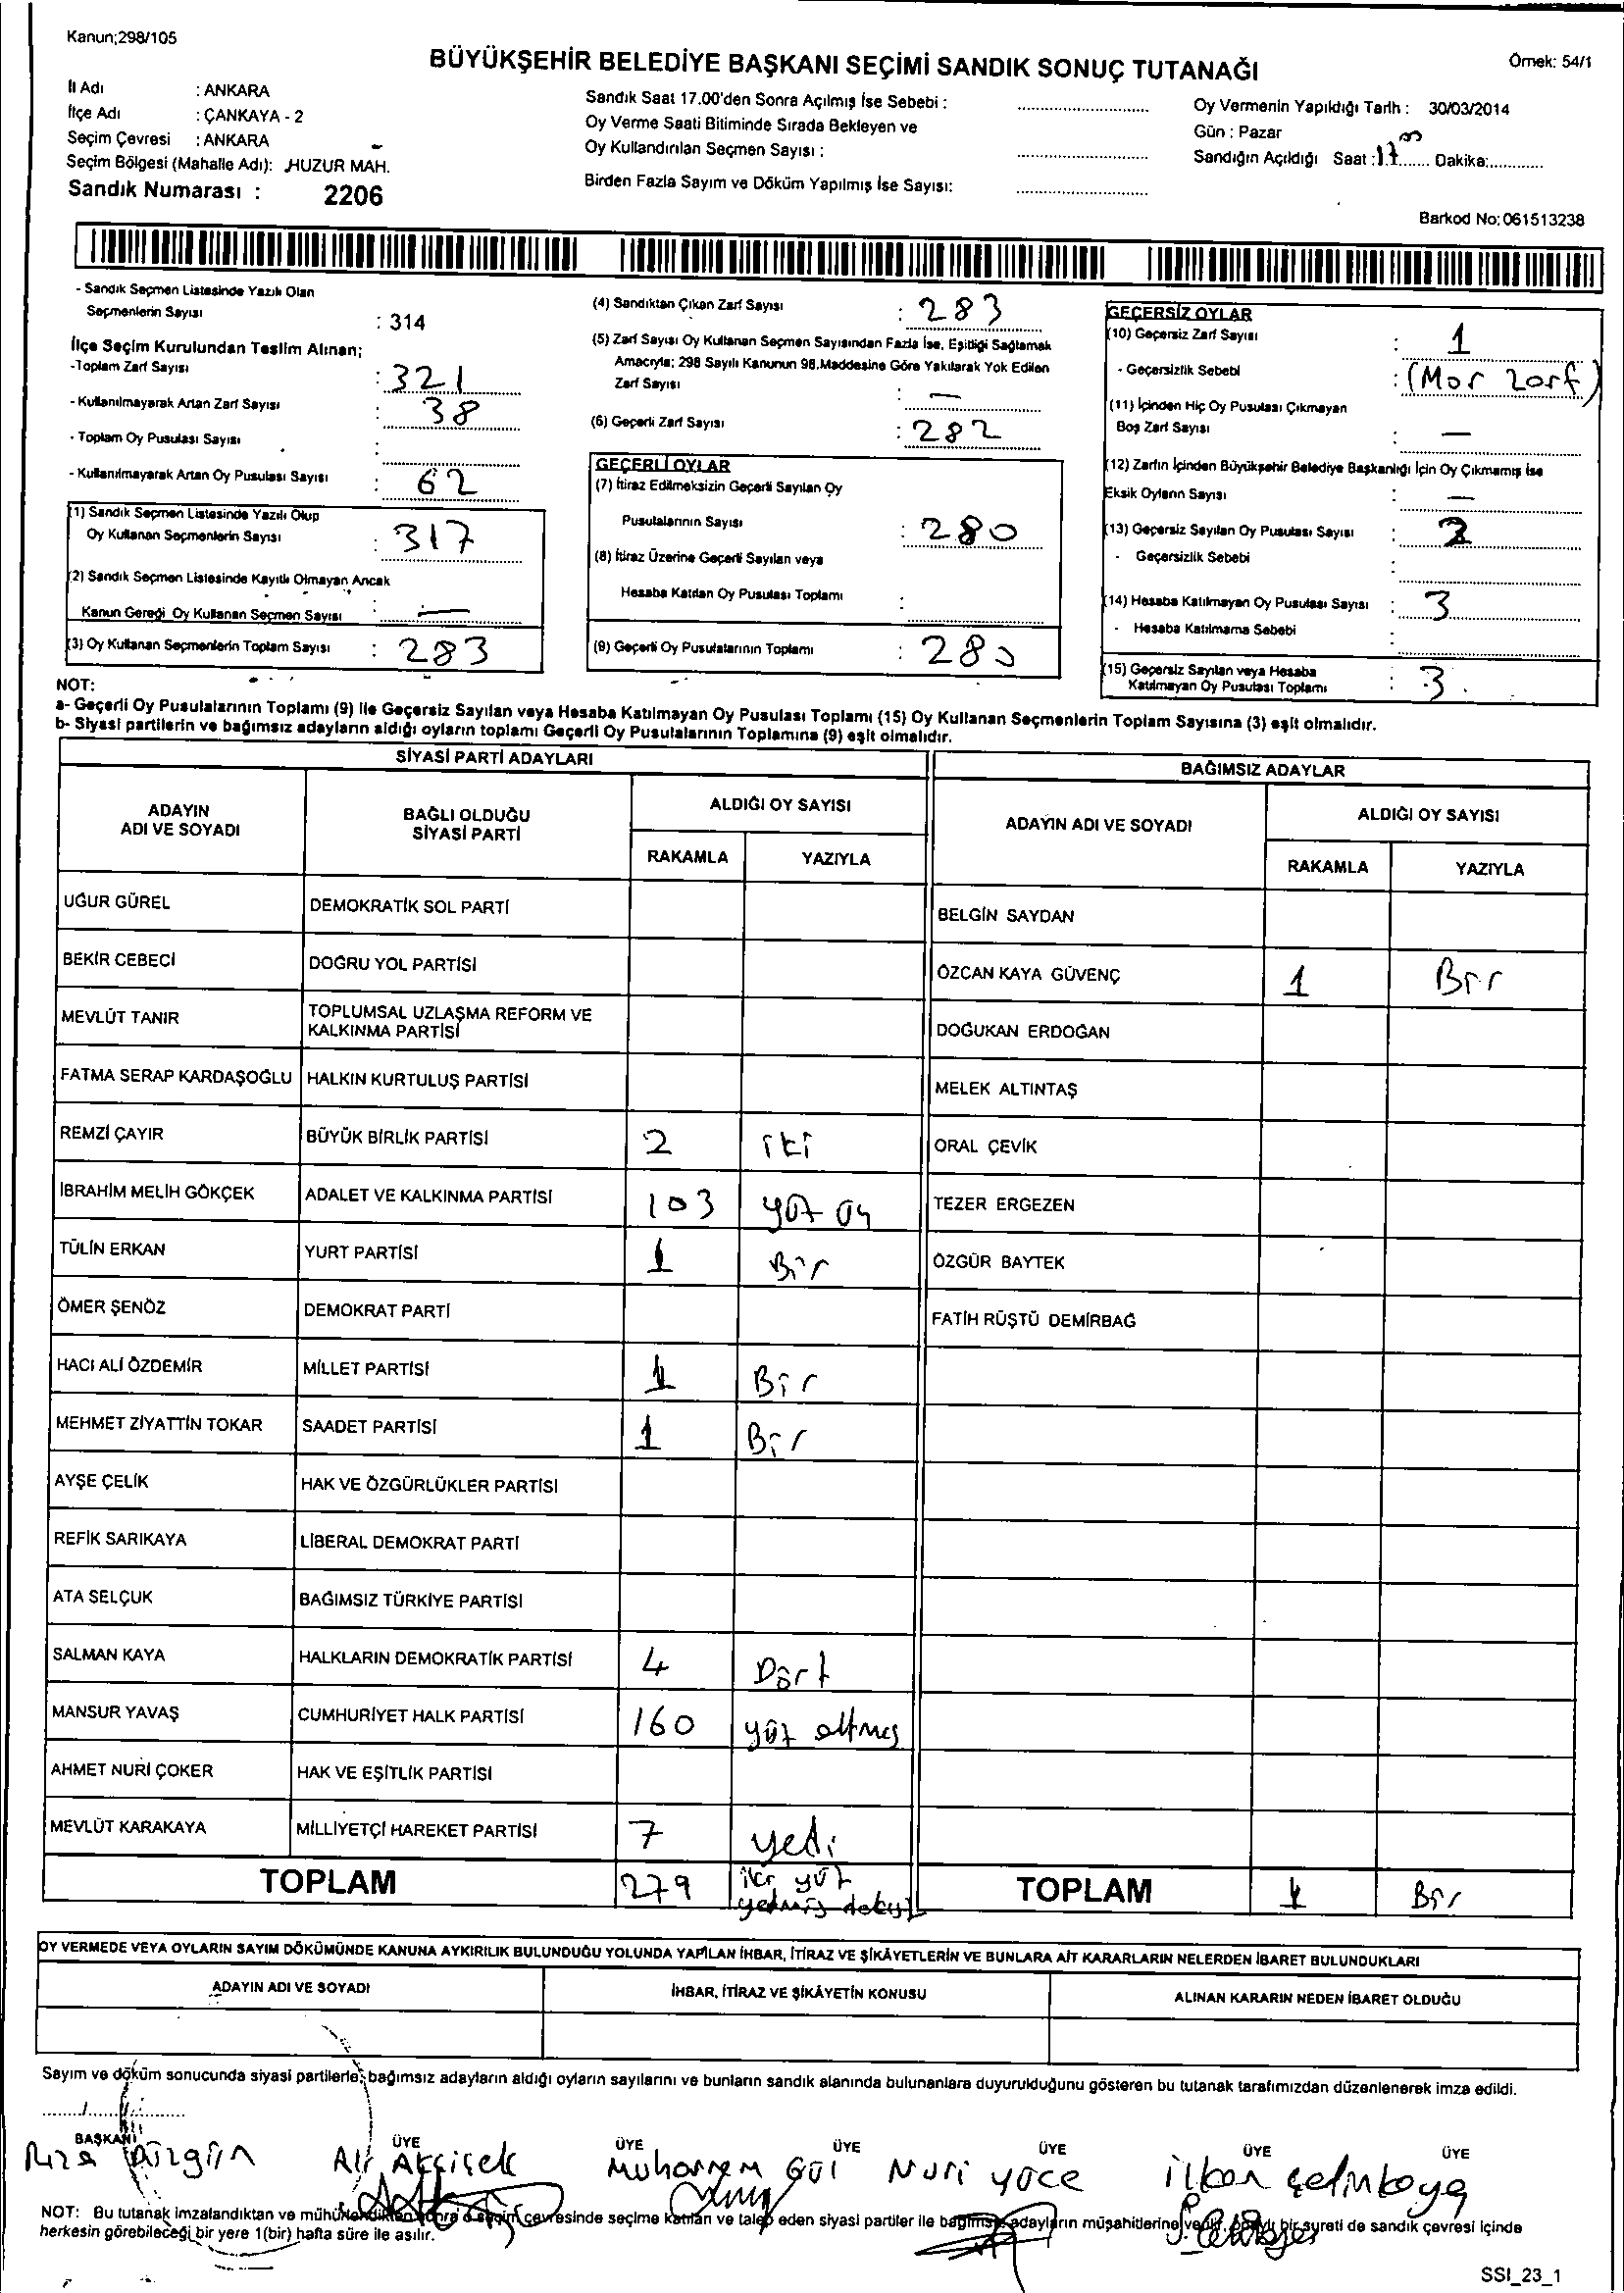 Kanun;298/105
BÜYÜKŞEHİR BELEDİYE BAŞKANI SEÇİMİ SANDIK SONUÇ TUTANAĞI
Örnek: 54/1
İl Adı : ANKARA
İlçe Adı : ÇANKAYA - 2
Seçim Çevresi : ANKARA
Seçim Bölgesi (Mahalle Adı): HUZUR MAH.
Sandık Numarası : 2206
Sandık Saat 17.00'den Sonra Açılmış İse Sebebi :
Oy Verme Saati Bitiminde Sırada Bekleyen ve
Oy Kullandırılan Seçmen Sayısı :
Birden Fazla Sayım ve Döküm Yapılmış İse Sayısı:
Oy Vermenin Yapıldığı Tarih : 30/03/2014
Gün : Pazar
Sandığın Açıldığı Saat : 17 Dakika:
Barkod No: 061513238
- Sandık Seçmen Listesinde Yazılı Olan
Seçmenlerin Sayısı : 314
İlçe Seçim Kurulundan Teslim Alınan;
-Toplam Zarf Sayısı : 321
- Kullanılmayarak Artan Zarf Sayısı : 38
- Toplam Oy Pusulası Sayısı :
- Kullanılmayarak Artan Oy Pusulası Sayısı : 62
(1) Sandık Seçmen Listesinde Yazılı Olup
Oy Kullanan Seçmenlerin Sayısı : 317
(2) Sandık Seçmen Listesinde Kayıtlı Olmayan Ancak
Kanun Gereği Oy Kullanan Seçmen Sayısı : —
(3) Oy Kullanan Seçmenlerin Toplam Sayısı : 283
(4) Sandıktan Çıkan Zarf Sayısı : 283
(5) Zarf Sayısı Oy Kullanan Seçmen Sayısından Fazla İse, Eşitliği Sağlamak
Amacıyla; 298 Sayılı Kanunun 98.Maddesine Göre Yakılarak Yok Edilen
Zarf Sayısı : —
(6) Geçerli Zarf Sayısı : 282
GEÇERLİ OYLAR
(7) İtiraz Edilmeksizin Geçerli Sayılan Oy
Pusulalarının Sayısı : 280
(8) İtiraz Üzerine Geçerli Sayılan veya
Hesaba Katılan Oy Pusulası Toplamı :
(9) Geçerli Oy Pusulalarının Toplamı : 280
GEÇERSİZ OYLAR
(10) Geçersiz Zarf Sayısı : 1
- Geçersizlik Sebebi : (Mor Zarf)
(11) İçinden Hiç Oy Pusulası Çıkmayan
Boş Zarf Sayısı : —
(12) Zarfın İçinden Büyükşehir Belediye Başkanlığı İçin Oy Çıkmamış ise
Eksik Oyların Sayısı : —
(13) Geçersiz Sayılan Oy Pusulası Sayısı :
- Geçersizlik Sebebi :
(14) Hesaba Katılmayan Oy Pusulası Sayısı : 3
- Hesaba Katılmama Sebebi :
(15) Geçersiz Sayılan veya Hesaba
Katılmayan Oy Pusulası Toplamı : 3
NOT:
a- Geçerli Oy Pusulalarının Toplamı (9) ile Geçersiz Sayılan veya Hesaba Katılmayan Oy Pusulası Toplamı (15) Oy Kullanan Seçmenlerin Toplam Sayısına (3) eşit olmalıdır.
b- Siyasi partilerin ve bağımsız adayların aldığı oyların toplamı Geçerli Oy Pusulalarının Toplamına (9) eşit olmalıdır.
SİYASİ PARTİ ADAYLARI
ADAYIN ADI VE SOYADI
BAĞLI OLDUĞU SİYASİ PARTİ
ALDIĞI OY SAYISI
RAKAMLA YAZIYLA
UĞUR GÜREL DEMOKRATİK SOL PARTİ
BEKİR CEBECİ DOĞRU YOL PARTİSİ
MEVLÜT TANIR TOPLUMSAL UZLAŞMA REFORM VE
KALKINMA PARTİSİ
FATMA SERAP KARDAŞOĞLU HALKIN KURTULUŞ PARTİSİ
REMZİ ÇAYIR BÜYÜK BİRLİK PARTİSİ 2 iki
İBRAHİM MELİH GÖKÇEK ADALET VE KALKINMA PARTİSİ 103 yüz üç
TÜLİN ERKAN YURT PARTİSİ 1 Bir
ÖMER ŞENÖZ DEMOKRAT PARTİ
HACI ALİ ÖZDEMİR MİLLET PARTİSİ 1 Bir
MEHMET ZİYATTİN TOKAR SAADET PARTİSİ 1 Bir
AYŞE ÇELİK HAK VE ÖZGÜRLÜKLER PARTİSİ
REFİK SARIKAYA LİBERAL DEMOKRAT PARTİ
ATA SELÇUK BAĞIMSIZ TÜRKİYE PARTİSİ
SALMAN KAYA HALKLARIN DEMOKRATİK PARTİSİ 4 Dört
MANSUR YAVAŞ CUMHURİYET HALK PARTİSİ 160 yüz altmış
AHMET NURİ ÇOKER HAK VE EŞİTLİK PARTİSİ
MEVLÜT KARAKAYA MİLLİYETÇİ HAREKET PARTİSİ 7 yedi
TOPLAM 279 iki yüz
yetmiş dokuz
BAĞIMSIZ ADAYLAR
ADAYIN ADI VE SOYADI
ALDIĞI OY SAYISI
RAKAMLA YAZIYLA
BELGİN SAYDAN
ÖZCAN KAYA GÜVENÇ 1 Bir
DOĞUKAN ERDOĞAN
MELEK ALTINTAŞ
ORAL ÇEVİK
TEZER ERGEZEN
ÖZGÜR BAYTEK
FATİH RÜŞTÜ DEMİRBAĞ
TOPLAM 1 Bir
OY VERMEDE VEYA OYLARIN SAYIM DÖKÜMÜNDE KANUNA AYKIRILIK BULUNDUĞU YOLUNDA YAPILAN İHBAR, İTİRAZ VE ŞİKÂYETLERİN VE BUNLARA AİT KARARLARIN NELERDEN İBARET BULUNDUKLARI
ADAYIN ADI VE SOYADI
İHBAR, İTİRAZ VE ŞİKÂYETİN KONUSU
ALINAN KARARIN NEDEN İBARET OLDUĞU
Sayım ve döküm sonucunda siyasi partilerle, bağımsız adayların aldığı oyların sayılarını ve bunların sandık alanında bulunanlara duyurulduğunu gösteren bu tutanak tarafımızdan düzenlenerek imza edildi.
BAŞKAN ÜYE ÜYE ÜYE ÜYE ÜYE ÜYE
Rıza Düzgün Ali Akçiçek Muharrem Gül Nuri yüce ilker çetinkaya
NOT: Bu tutanak imzalandıktan ve mühürlendikten sonra o seçim çevresinde seçime katılan ve talep eden siyasi partiler ile bağımsız adayların müşahitlerine verilir, onaylı bir sureti de sandık çevresi içinde
herkesin görebileceği bir yere 1(bir) hafta süre ile asılır.
SSI_23_1